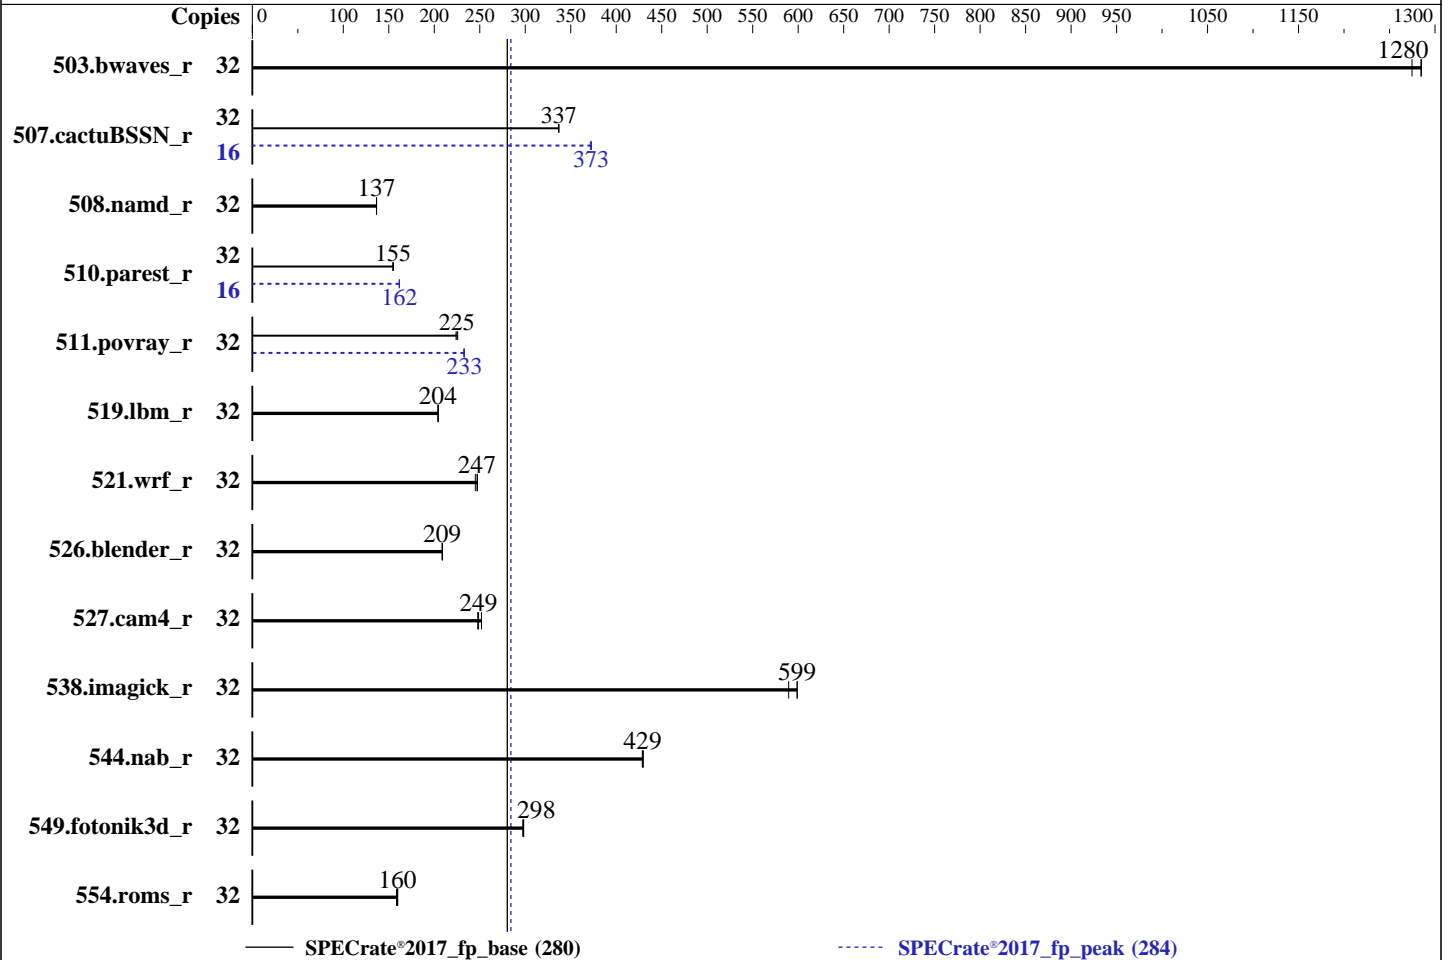 Copies 0 100 150 200 250 300 350 400 450 500 550 600 650 700 750 800 850 900 950 1050 1150 1300
503.bwaves_r 32 1280
507.cactuBSSN_r 32 337
16 373
508.namd_r 32 137
510.parest_r 32 155
16 162
511.povray_r 32 225
233
519.lbm_r 32 204
521.wrf_r 32 247
526.blender_r 32 209
527.cam4_r 32 249
538.imagick_r 32 599
544.nab_r 32 429
549.fotonik3d_r 32 298
554.roms_r 32 160
SPECrate®2017_fp_base (280) SPECrate®2017_fp_peak (284)